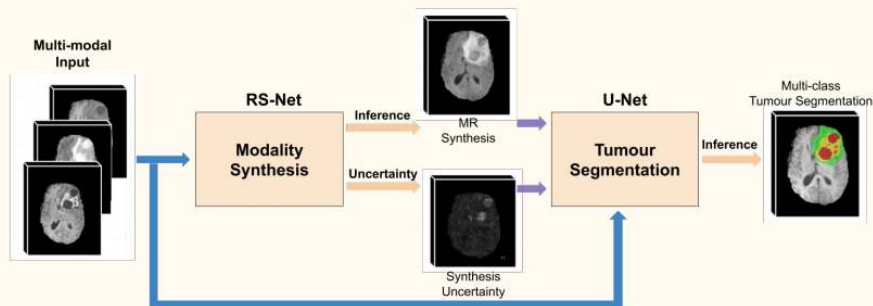 Multi-modal
Input
RS-Net
Modality
Synthesis
Inference
Uncertainty
MR
Synthesis
Synthesis
Uncertainty
U-Net
Tumour
Segmentation
Inference
Multi-class
Tumour Segmentation